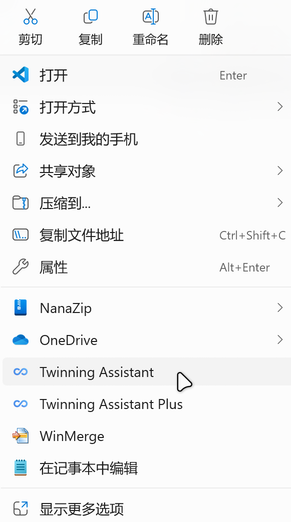 剪切 复制 重命名 删除
打开 Enter
打开方式
发送到我的手机
共享对象
压缩到...
复制文件地址 Ctrl+Shift+C
属性 Alt+Enter
NanaZip
OneDrive
Twinning Assistant
Twinning Assistant Plus
WinMerge
在记事本中编辑
显示更多选项